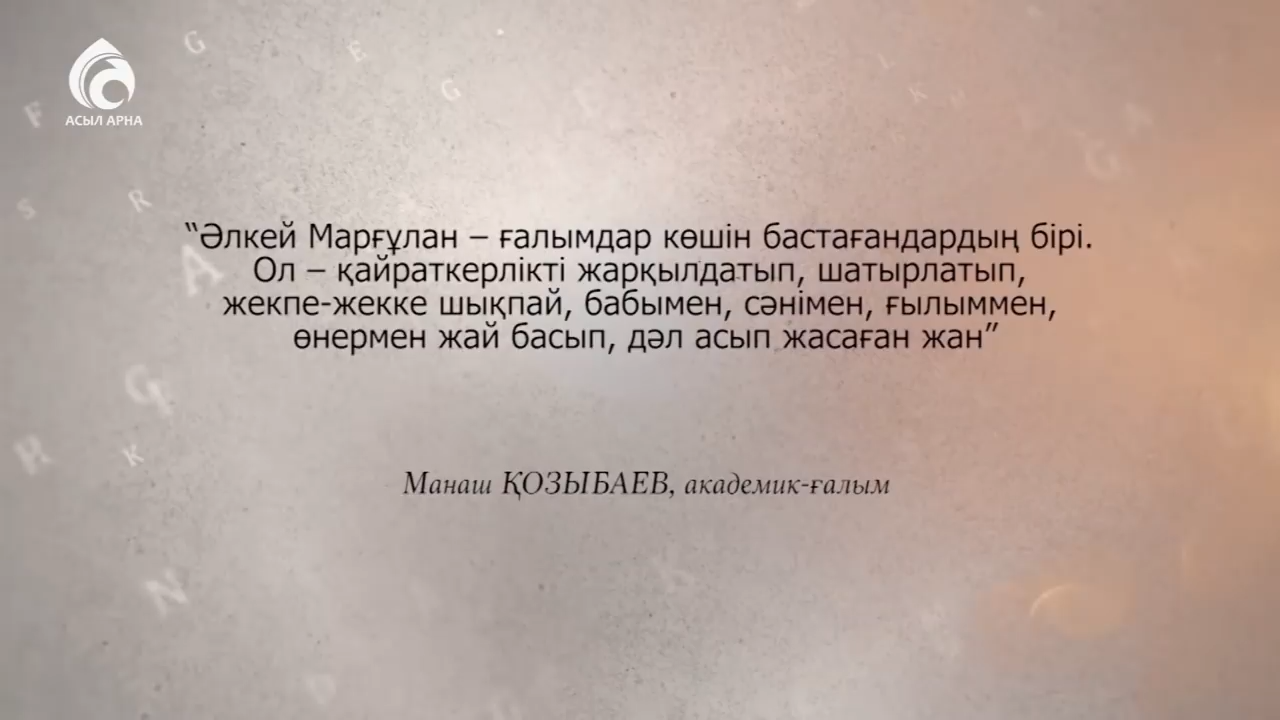 АСЫЛ АРНА
“Әлкей Марғұлан – ғалымдар көшін бастағандардың бірі.
Ол – қайраткерлікті жарқылдатып, шатырлатып,
жекпе-жекке шықпай, бабымен, сәнімен, ғылыммен,
өнермен жай басып, дәл асып жасаған жан”
Манаш ҚОЗЫБАЕВ, академик-ғалым